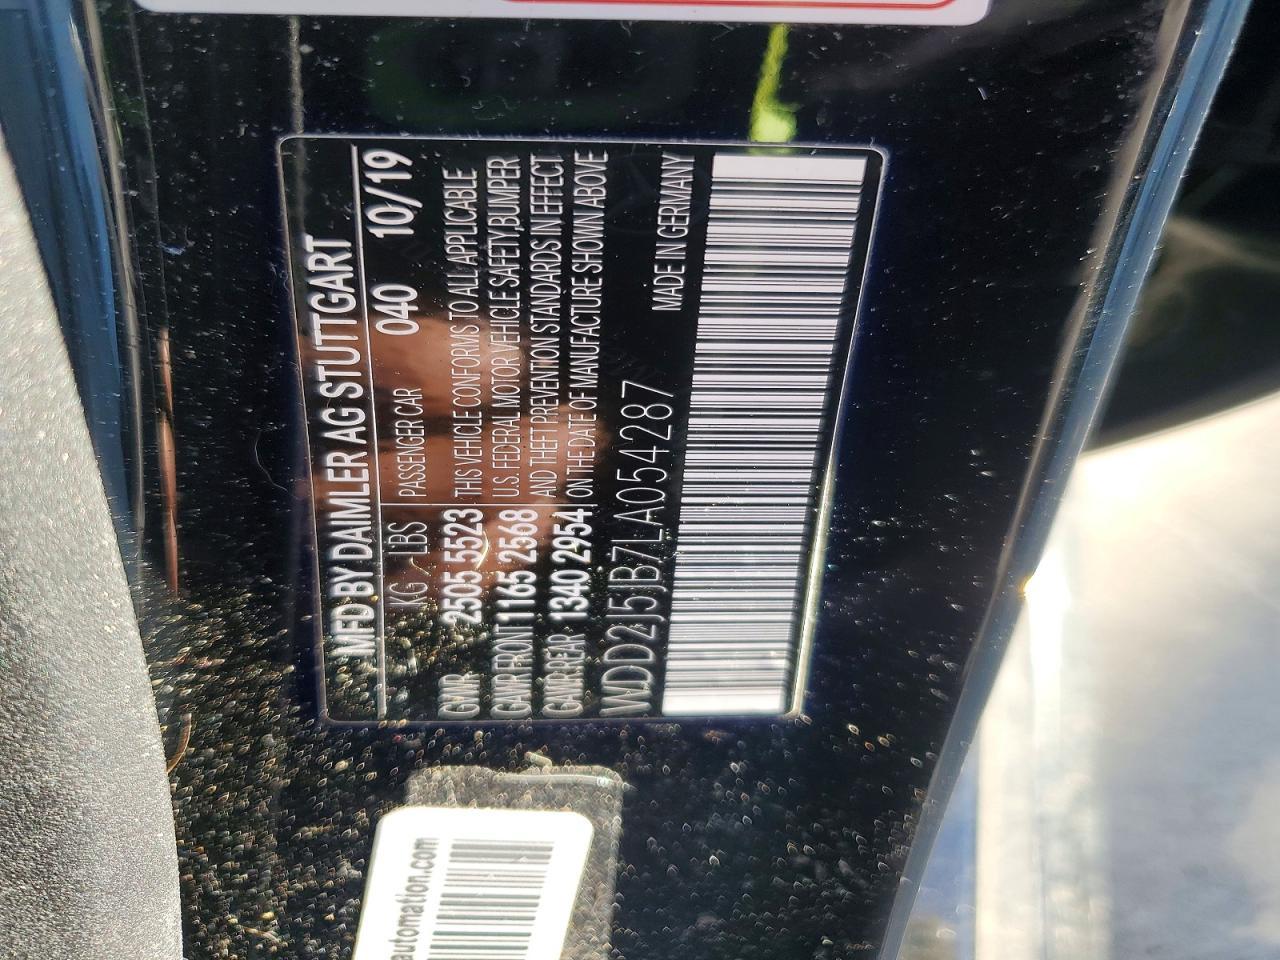 MFD BY DAIMLER AG STUTTGART
KG / LBS PASSENGER CAR 040 10/19
GVWR 2505 5523 THIS VEHICLE CONFORMS TO ALL APPLICABLE
GAWR FRONT 1165 2568 U.S. FEDERAL MOTOR VEHICLE SAFETY, BUMPER
GAWR REAR 1340 2954 AND THEFT PREVENTION STANDARDS IN EFFECT
ON THE DATE OF MANUFACTURE SHOWN ABOVE
WDD2J5JB7LA054287
MADE IN GERMANY
automation.com